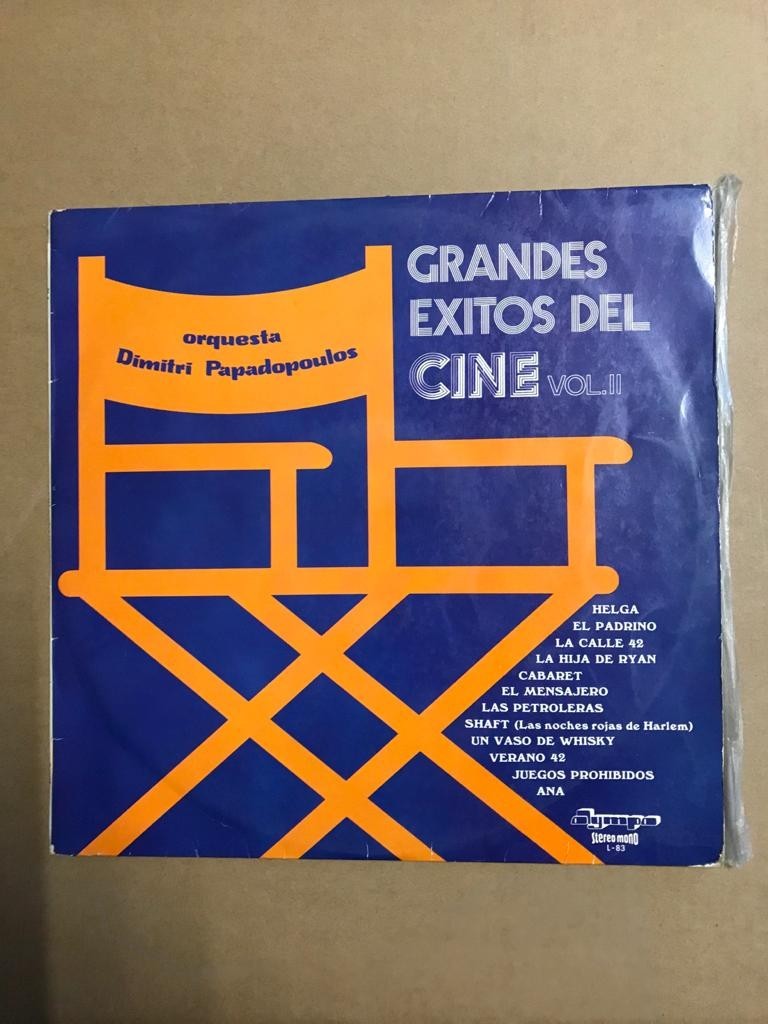 orquesta
Dimitri Papadopoulos
GRANDES
EXITOS DEL
CINE VOL.II
HELGA
EL PADRINO
LA CALLE 42
LA HIJA DE RYAN
CABARET
EL MENSAJERO
LAS PETROLERAS
SHAFT (Las noches rojas de Harlem)
UN VASO DE WHISKY
VERANO 42
JUEGOS PROHIBIDOS
ANA
olympo
Stereo mono
L-83